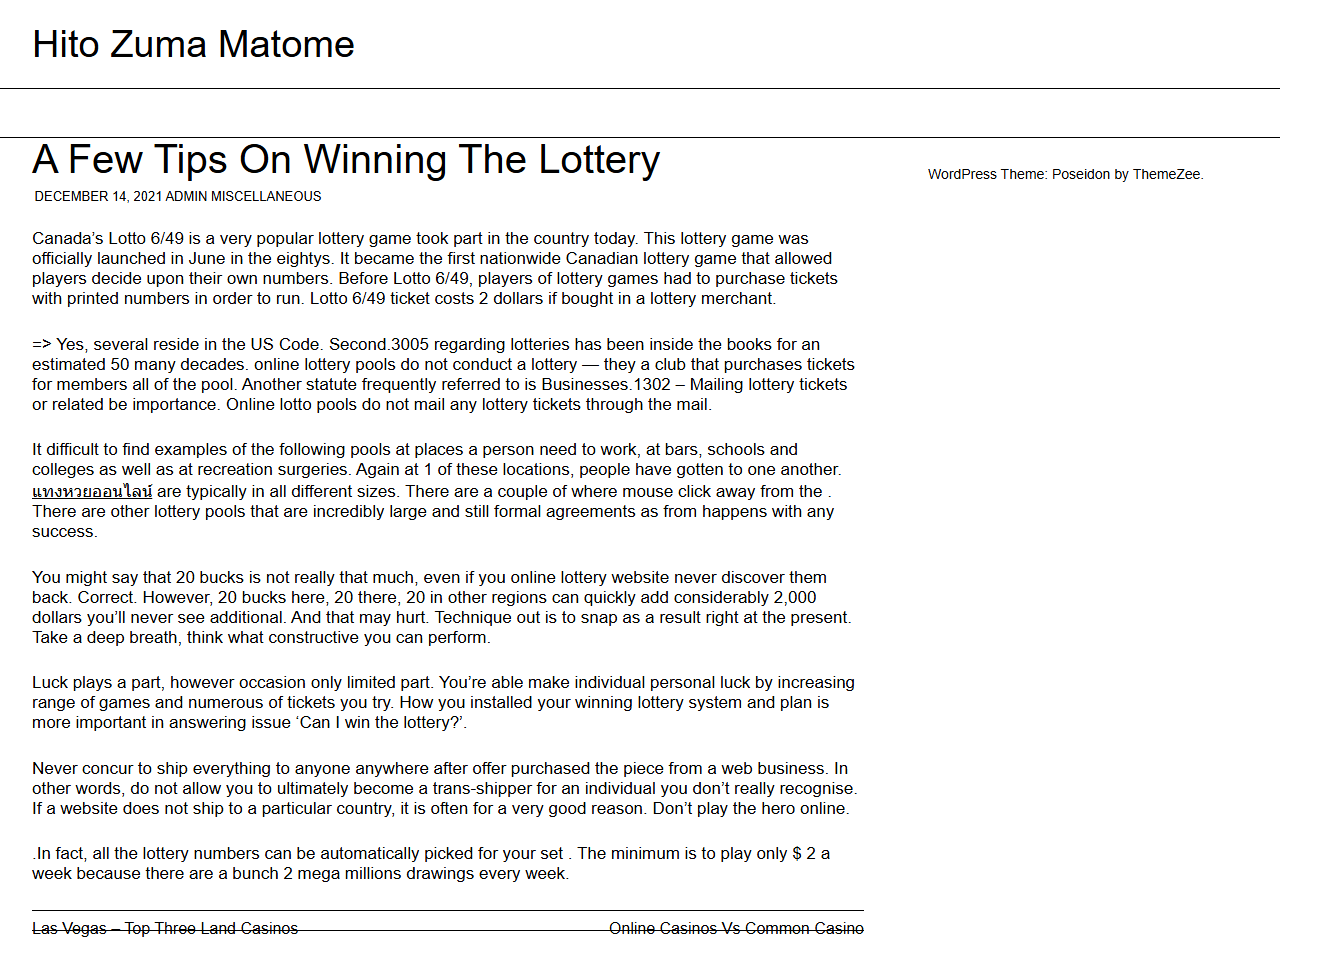 Hito Zuma Matome
A Few Tips On Winning The Lottery
DECEMBER 14, 2021 ADMIN MISCELLANEOUS
WordPress Theme: Poseidon by ThemeZee.
Canada’s Lotto 6/49 is a very popular lottery game took part in the country today. This lottery game was
officially launched in June in the eightys. It became the first nationwide Canadian lottery game that allowed
players decide upon their own numbers. Before Lotto 6/49, players of lottery games had to purchase tickets
with printed numbers in order to run. Lotto 6/49 ticket costs 2 dollars if bought in a lottery merchant.
=> Yes, several reside in the US Code. Second.3005 regarding lotteries has been inside the books for an
estimated 50 many decades. online lottery pools do not conduct a lottery — they a club that purchases tickets
for members all of the pool. Another statute frequently referred to is Businesses.1302 – Mailing lottery tickets
or related be importance. Online lotto pools do not mail any lottery tickets through the mail.
It difficult to find examples of the following pools at places a person need to work, at bars, schools and
colleges as well as at recreation surgeries. Again at 1 of these locations, people have gotten to one another.
แทงหวยออนไลน์ are typically in all different sizes. There are a couple of where mouse click away from the .
There are other lottery pools that are incredibly large and still formal agreements as from happens with any
success.
You might say that 20 bucks is not really that much, even if you online lottery website never discover them
back. Correct. However, 20 bucks here, 20 there, 20 in other regions can quickly add considerably 2,000
dollars you’ll never see additional. And that may hurt. Technique out is to snap as a result right at the present.
Take a deep breath, think what constructive you can perform.
Luck plays a part, however occasion only limited part. You’re able make individual personal luck by increasing
range of games and numerous of tickets you try. How you installed your winning lottery system and plan is
more important in answering issue ‘Can I win the lottery?’.
Never concur to ship everything to anyone anywhere after offer purchased the piece from a web business. In
other words, do not allow you to ultimately become a trans-shipper for an individual you don’t really recognise.
If a website does not ship to a particular country, it is often for a very good reason. Don’t play the hero online.
.In fact, all the lottery numbers can be automatically picked for your set . The minimum is to play only $ 2 a
week because there are a bunch 2 mega millions drawings every week.
Las Vegas – Top Three Land Casinos
Online Casinos Vs Common Casino